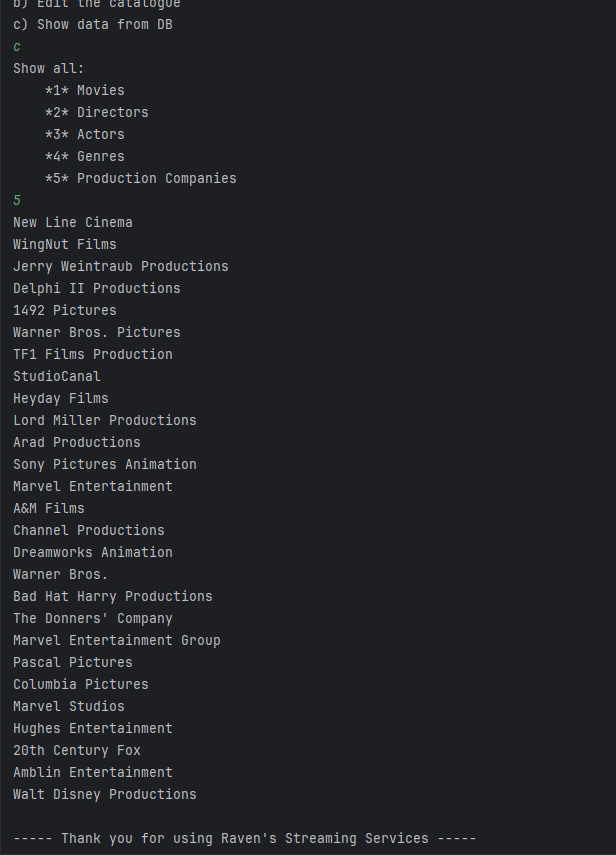 b) Edit the catalogue
c) Show data from DB
c
Show all:
*1* Movies
*2* Directors
*3* Actors
*4* Genres
*5* Production Companies
5
New Line Cinema
WingNut Films
Jerry Weintraub Productions
Delphi II Productions
1492 Pictures
Warner Bros. Pictures
TF1 Films Production
StudioCanal
Heyday Films
Lord Miller Productions
Arad Productions
Sony Pictures Animation
Marvel Entertainment
A&M Films
Channel Productions
Dreamworks Animation
Warner Bros.
Bad Hat Harry Productions
The Donners' Company
Marvel Entertainment Group
Pascal Pictures
Columbia Pictures
Marvel Studios
Hughes Entertainment
20th Century Fox
Amblin Entertainment
Walt Disney Productions
----- Thank you for using Raven's Streaming Services -----